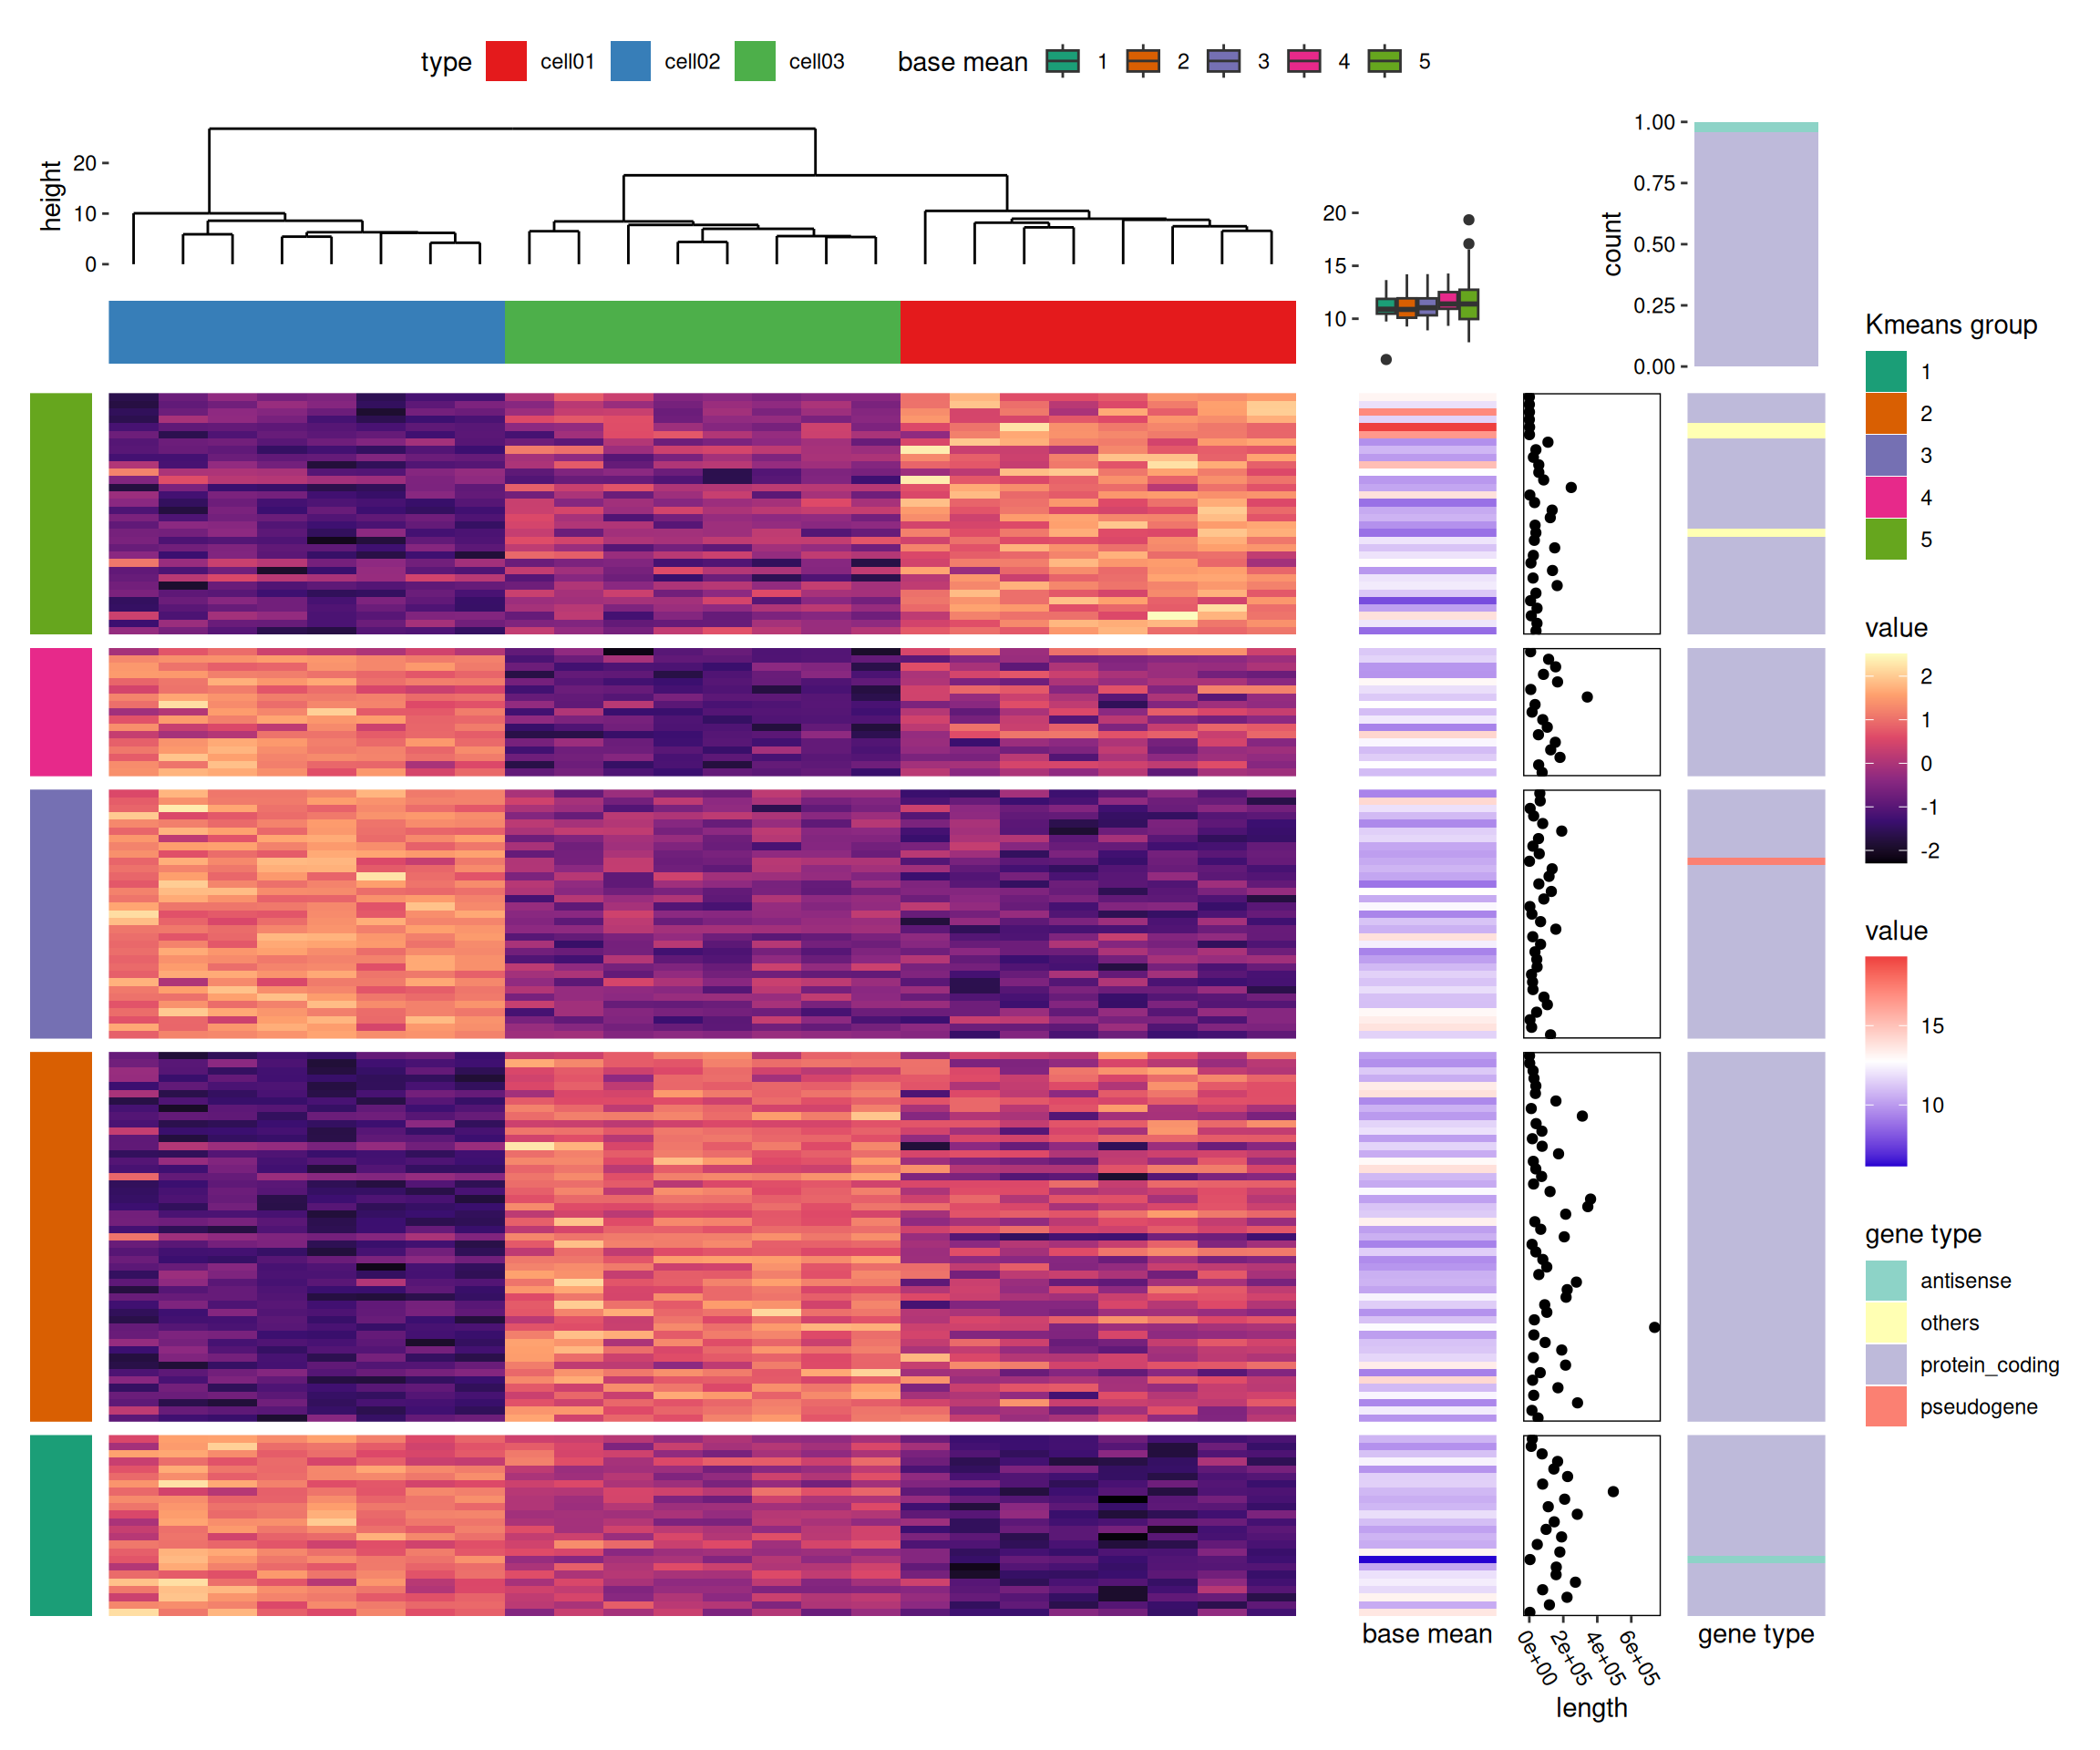 type cell01 cell02 cell03 base mean 1 2 3 4 5
height
20
10
0
20
15
10
count
1.00
0.75
0.50
0.25
0.00
Kmeans group
1
2
3
4
5
value
2
1
0
-1
-2
value
15
10
gene type
antisense
others
protein_coding
pseudogene
base mean
0e+00 2e+05 4e+05 6e+05
length
gene type